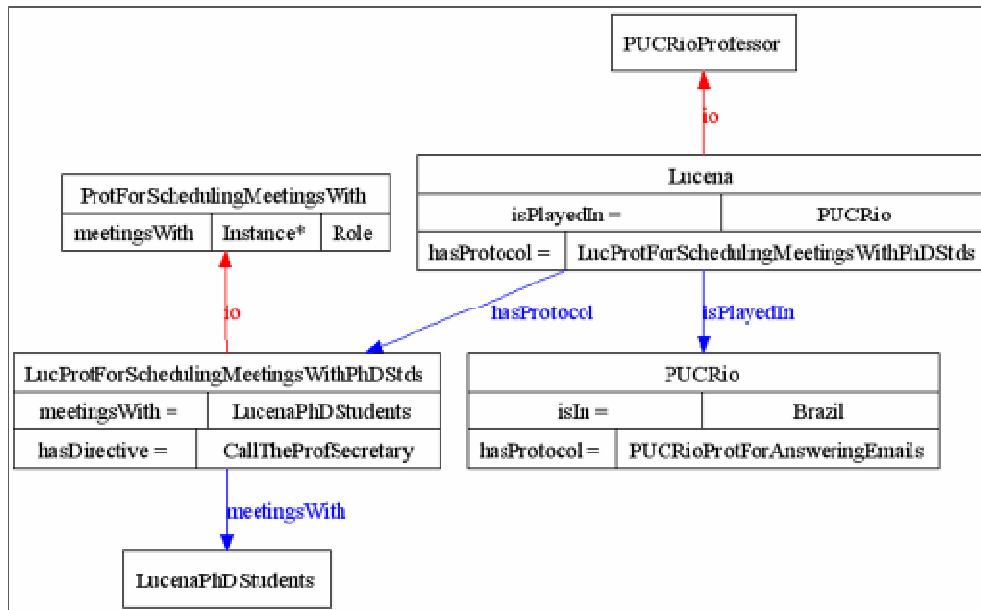 PUCRioProfessor
io
Lucena
isPlayedIn = PUCRio
hasProtocol = LucProtForSchedulingMeetingsWithPhDStds
ProtForSchedulingMeetingsWith
meetingsWith Instance* Role
io
hasProtocol
isPlayedIn
LucProtForSchedulingMeetingsWithPhDStds
meetingsWith = LucenaPhDStudents
hasDirective = CallTheProfSecretary
PUCRio
isIn = Brazil
hasProtocol = PUCRioProtForAnsweringEmails
meetingsWith
LucenaPhDStudents